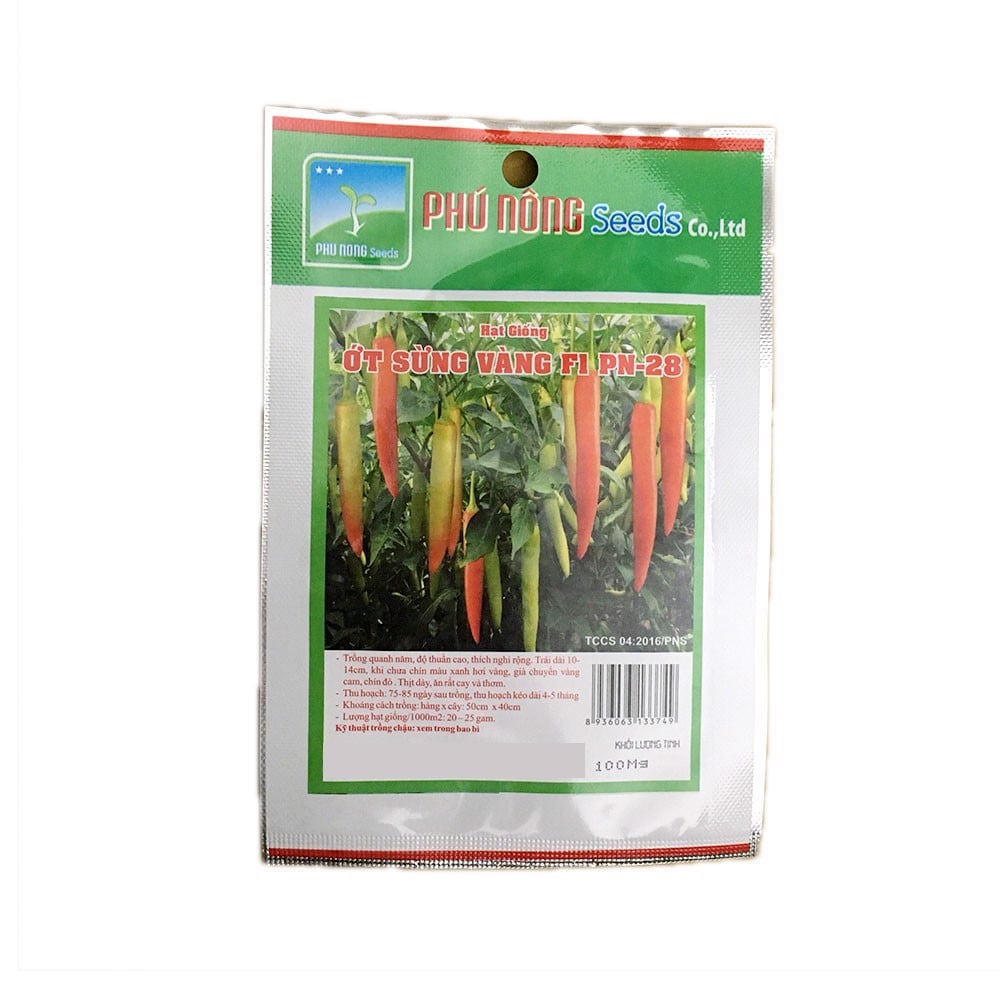 PHÚ NÔNG Seeds Co.,Ltd
PHU NONG Seeds
Hạt Giống
ỚT SỪNG VÀNG F1 PN-28
TCCS 04:2016/PNS
- Trồng quanh năm, độ thuần cao, thích nghi rộng. Trái dài 10-
14cm, khi chưa chín màu xanh hơi vàng, già chuyển vàng
cam, chín đỏ . Thịt dày, ăn rất cay và thơm.
- Thu hoạch: 75-85 ngày sau trồng, thu hoạch kéo dài 4-5 tháng
- Khoảng cách trồng: hàng x cây: 50cm x 40cm
- Lượng hạt giống/1000m2: 20 – 25 gam.
Kỹ thuật trồng chậu: xem trong bao bì
8 936063 133749
KHỐI LƯỢNG TỊNH
100Mg